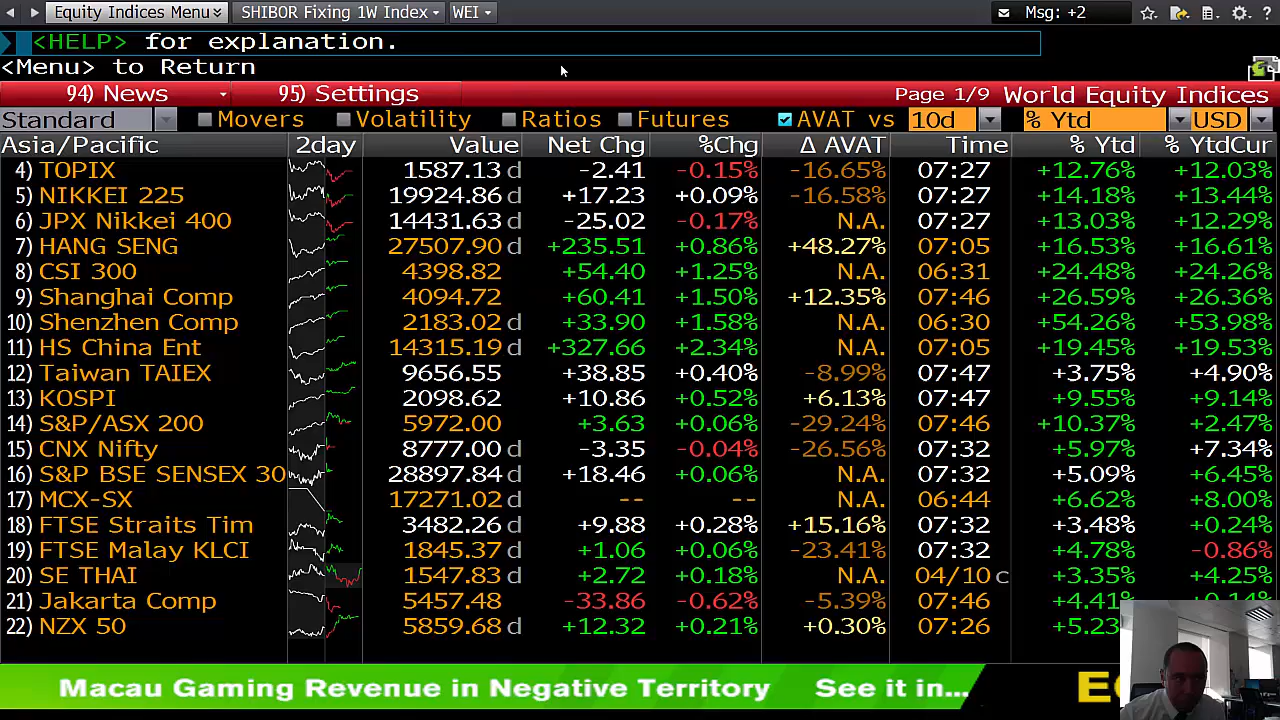 Equity Indices Menu SHIBOR Fixing 1W Index WEI Msg: +2
<HELP> for explanation.
<Menu> to Return
94) News 95) Settings Page 1/9 World Equity Indices
Standard Movers Volatility Ratios Futures AVAT vs 10d % Ytd USD
Asia/Pacific 2day Value Net Chg %Chg Δ AVAT Time % Ytd % YtdCur
4) TOPIX 1587.13 d -2.41 -0.15% -16.65% 07:27 +12.76% +12.03%
5) NIKKEI 225 19924.86 d +17.23 +0.09% -16.58% 07:27 +14.18% +13.44%
6) JPX Nikkei 400 14431.63 d -25.02 -0.17% N.A. 07:27 +13.03% +12.29%
7) HANG SENG 27507.90 d +235.51 +0.86% +48.27% 07:05 +16.53% +16.61%
8) CSI 300 4398.82 +54.40 +1.25% N.A. 06:31 +24.48% +24.26%
9) Shanghai Comp 4094.72 +60.41 +1.50% +12.35% 07:46 +26.59% +26.36%
10) Shenzhen Comp 2183.02 d +33.90 +1.58% N.A. 06:30 +54.26% +53.98%
11) HS China Ent 14315.19 d +327.66 +2.34% N.A. 07:05 +19.45% +19.53%
12) Taiwan TAIEX 9656.55 +38.85 +0.40% -8.99% 07:47 +3.75% +4.90%
13) KOSPI 2098.62 +10.86 +0.52% +6.13% 07:47 +9.55% +9.14%
14) S&P/ASX 200 5972.00 +3.63 +0.06% -29.24% 07:46 +10.37% +2.47%
15) CNX Nifty 8777.00 d -3.35 -0.04% -26.56% 07:32 +5.97% +7.34%
16) S&P BSE SENSEX 30 28897.84 d +18.46 +0.06% N.A. 07:32 +5.09% +6.45%
17) MCX-SX 17271.02 d -- -- N.A. 06:44 +6.62% +8.00%
18) FTSE Straits Tim 3482.26 d +9.88 +0.28% +15.16% 07:32 +3.48% +0.24%
19) FTSE Malay KLCI 1845.37 d +1.06 +0.06% -23.41% 07:32 +4.78% -0.86%
20) SE THAI 1547.83 d +2.72 +0.18% N.A. 04/10 c +3.35% +4.25%
21) Jakarta Comp 5457.48 -33.86 -0.62% -5.39% 07:46 +4.41% +0.14%
22) NZX 50 5859.68 d +12.32 +0.21% +0.30% 07:26 +5.23
Macau Gaming Revenue in Negative Territory See it in...